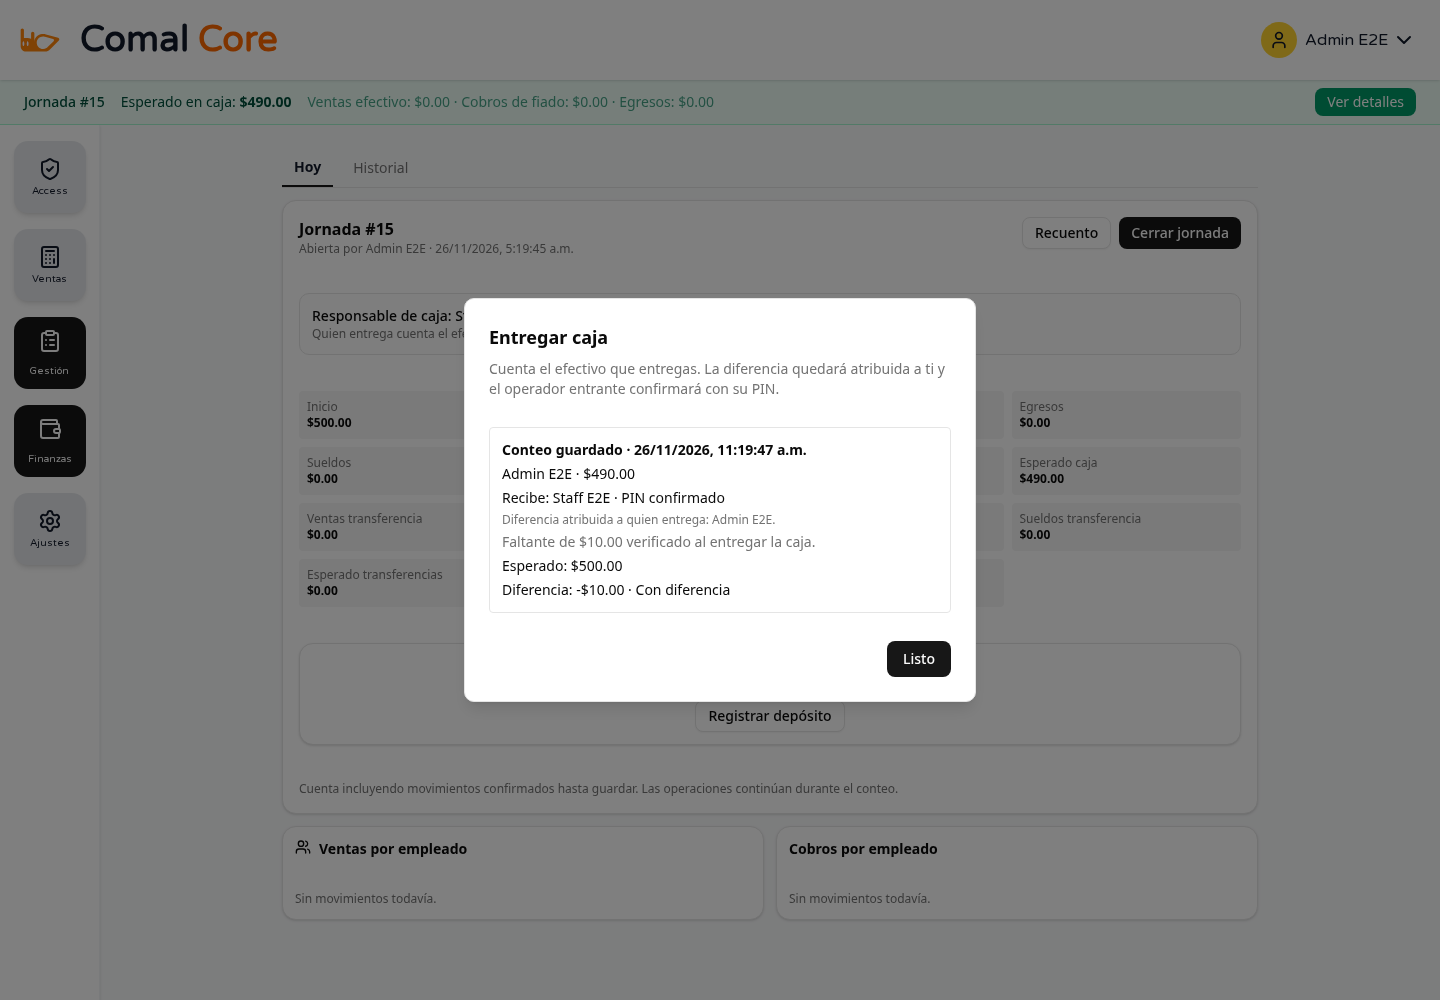 Comal Core
Admin E2E
Jornada #15 Esperado en caja: $490.00 Ventas efectivo: $0.00 · Cobros de fiado: $0.00 · Egresos: $0.00
Ver detalles
Access
Ventas
Gestión
Finanzas
Ajustes
Hoy
Historial
Jornada #15
Abierta por Admin E2E · 26/11/2026, 5:19:45 a.m.
Recuento
Cerrar jornada
Responsable de caja:
Quien entrega cuenta el
Inicio
$500.00
Egresos
$0.00
Sueldos
$0.00
Esperado caja
$490.00
Ventas transferencia
$0.00
Sueldos transferencia
$0.00
Esperado transferencias
$0.00
Entregar caja
Cuenta el efectivo que entregas. La diferencia quedará atribuida a ti y
el operador entrante confirmará con su PIN.
Conteo guardado · 26/11/2026, 11:19:47 a.m.
Admin E2E · $490.00
Recibe: Staff E2E · PIN confirmado
Diferencia atribuida a quien entrega: Admin E2E.
Faltante de $10.00 verificado al entregar la caja.
Esperado: $500.00
Diferencia: -$10.00 · Con diferencia
Listo
Registrar depósito
Cuenta incluyendo movimientos confirmados hasta guardar. Las operaciones continúan durante el conteo.
Ventas por empleado
Sin movimientos todavía.
Cobros por empleado
Sin movimientos todavía.